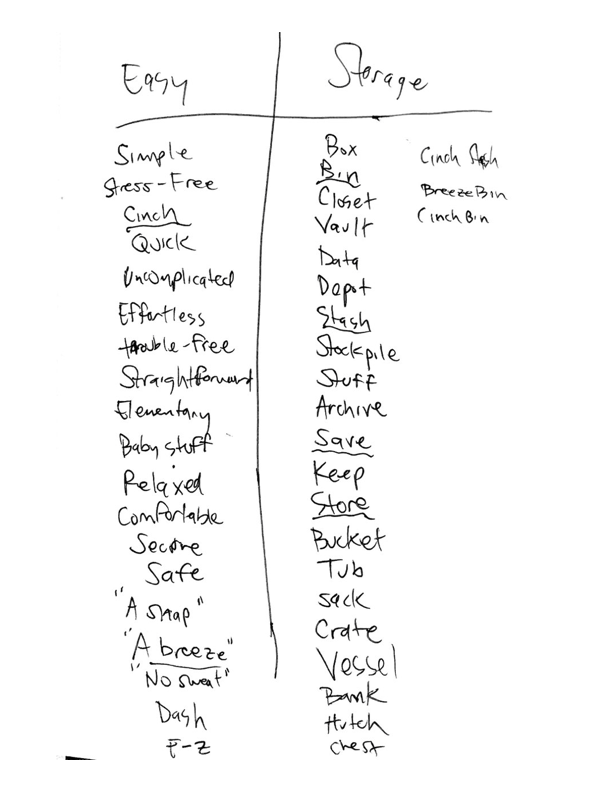 Easy
Simple
Stress-Free
Cinch
Quick
Uncomplicated
Effortless
trouble-free
Straightforward
Elementary
Baby stuff
Relaxed
Comfortable
Secure
Safe
"A snap"
"A breeze"
"No sweat"
Dash
E-Z
Storage
Box
Bin
Closet
Vault
Data
Depot
Stash
Stockpile
Stuff
Archive
Save
Keep
Store
Bucket
Tub
sack
Crate
Vessel
Bank
Hutch
Chest
Cinch Stash
BreezeBin
CinchBin